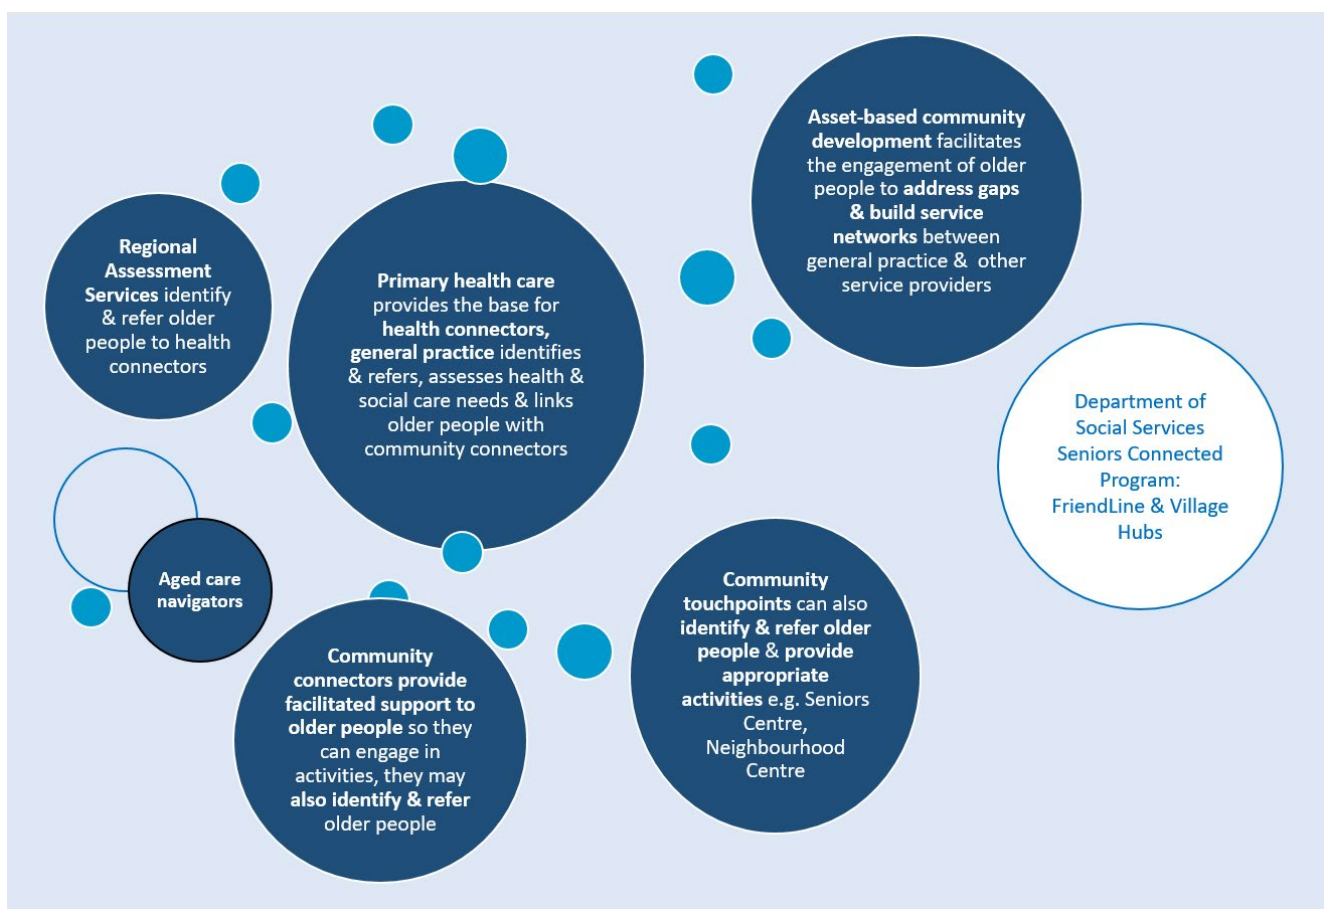 Regional
Assessment
Services identify
& refer older
people to health
connectors
Primary health care
provides the base for
health connectors,
general practice identifies
& refers, assesses health &
social care needs & links
older people with
community connectors
Asset-based community
development facilitates
the engagement of older
people to address gaps
& build service
networks between
general practice & other
service providers
Department of
Social Services
Seniors Connected
Program:
FriendLine & Village
Hubs
Aged care
navigators
Community
connectors provide
facilitated support to
older people so they
can engage in
activities, they may
also identify & refer
older people
Community
touchpoints can also
identify & refer older
people & provide
appropriate
activities e.g. Seniors
Centre,
Neighbourhood
Centre